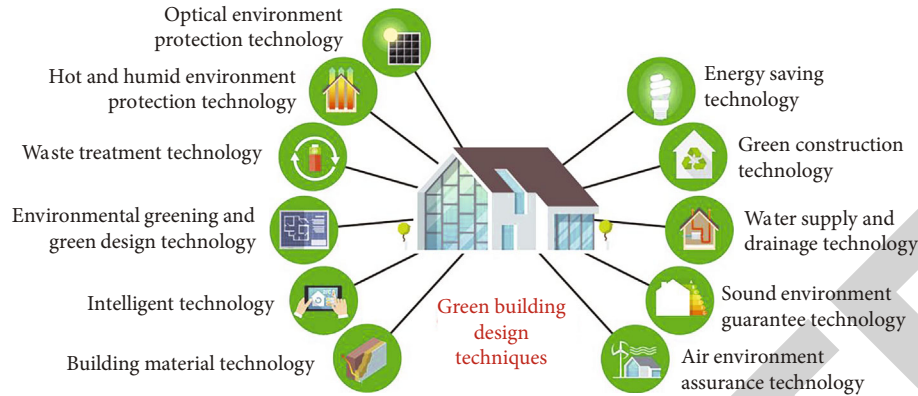 Optical environment
protection technology
Hot and humid environment
protection technology
Waste treatment technology
Environmental greening and
green design technology
Intelligent technology
Building material technology
Green building
design
techniques
Energy saving
technology
Green construction
technology
Water supply and
drainage technology
Sound environment
guarantee technology
Air environment
assurance technology